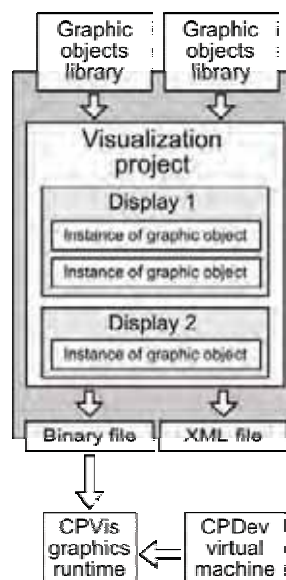 Graphic
objects
library
Graphic
objects
library
Visualization
project
Display 1
Instance of graphic object
Instance of graphic object
Display 2
Instance of graphic object
Binary file
XML file
CPVis
graphics
runtime
CPDev
virtual
machine